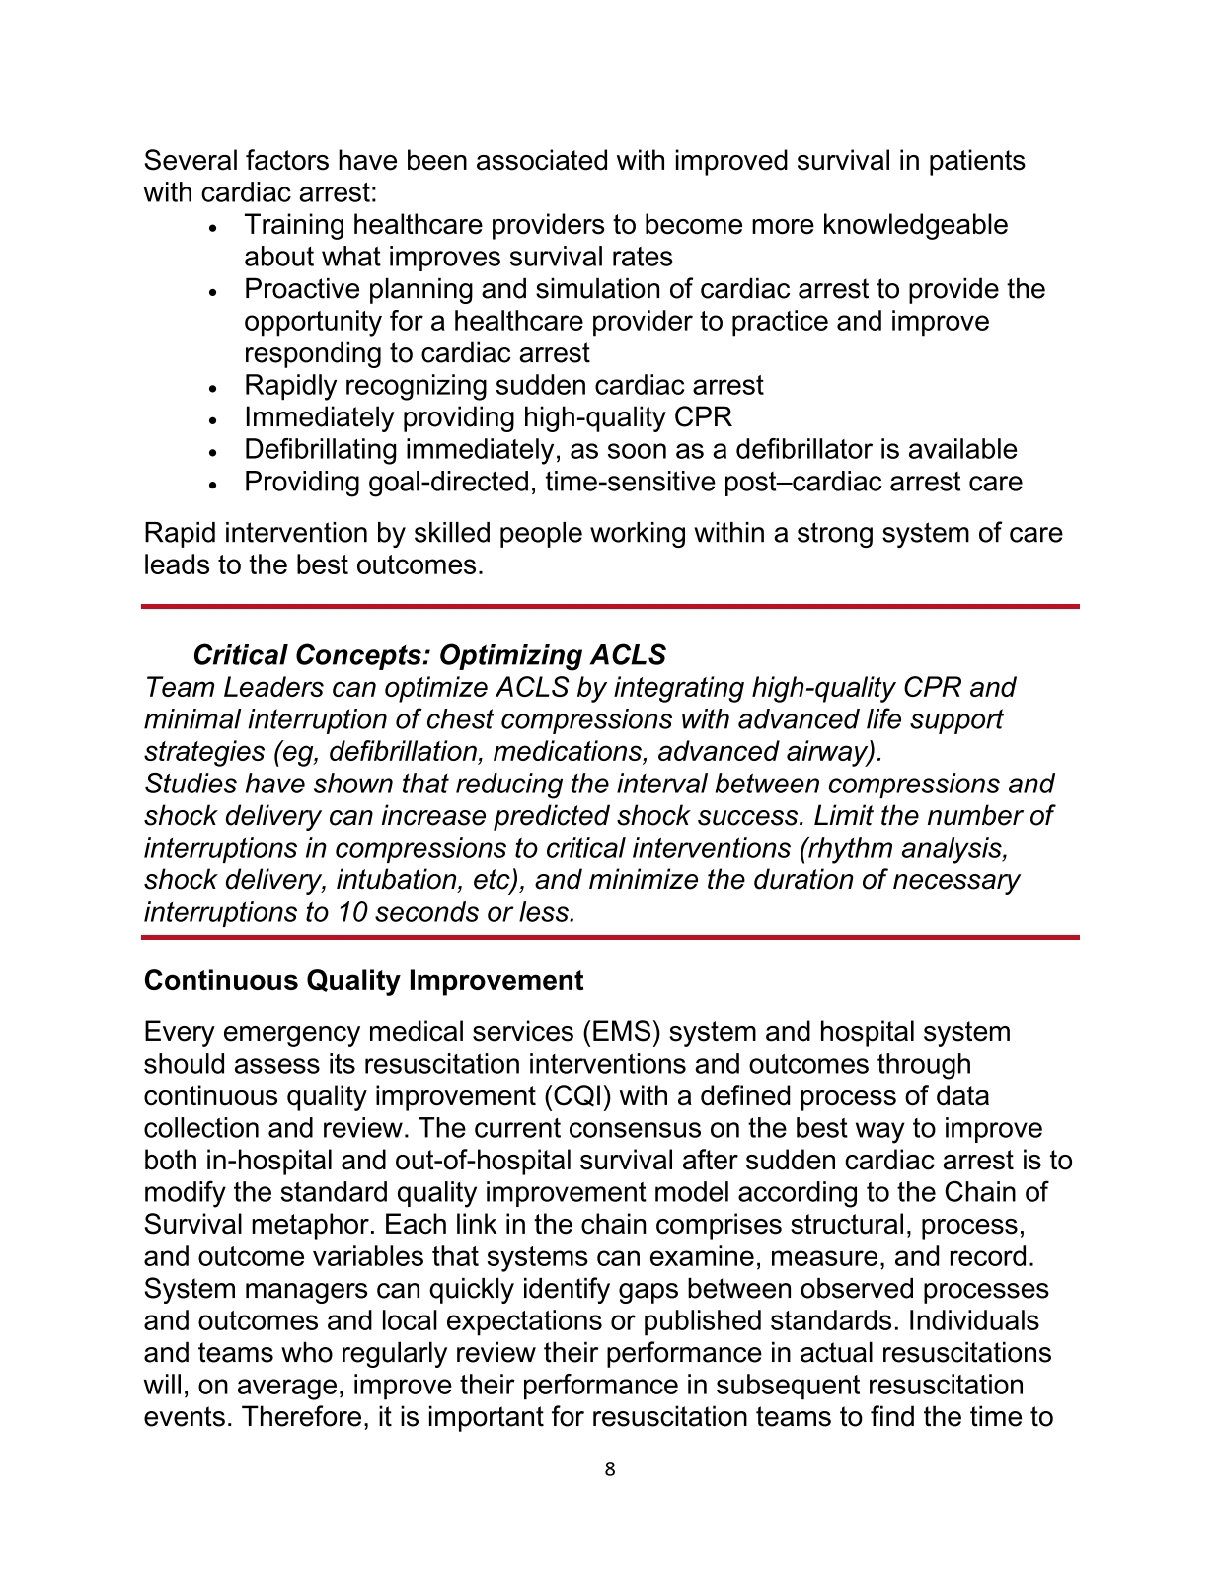 Several factors have been associated with improved survival in patients
with cardiac arrest:
• Training healthcare providers to become more knowledgeable
about what improves survival rates
• Proactive planning and simulation of cardiac arrest to provide the
opportunity for a healthcare provider to practice and improve
responding to cardiac arrest
• Rapidly recognizing sudden cardiac arrest
• Immediately providing high-quality CPR
• Defibrillating immediately, as soon as a defibrillator is available
• Providing goal-directed, time-sensitive post–cardiac arrest care
Rapid intervention by skilled people working within a strong system of care
leads to the best outcomes.
Critical Concepts: Optimizing ACLS
Team Leaders can optimize ACLS by integrating high-quality CPR and
minimal interruption of chest compressions with advanced life support
strategies (eg, defibrillation, medications, advanced airway).
Studies have shown that reducing the interval between compressions and
shock delivery can increase predicted shock success. Limit the number of
interruptions in compressions to critical interventions (rhythm analysis,
shock delivery, intubation, etc), and minimize the duration of necessary
interruptions to 10 seconds or less.
Continuous Quality Improvement
Every emergency medical services (EMS) system and hospital system
should assess its resuscitation interventions and outcomes through
continuous quality improvement (CQI) with a defined process of data
collection and review. The current consensus on the best way to improve
both in-hospital and out-of-hospital survival after sudden cardiac arrest is to
modify the standard quality improvement model according to the Chain of
Survival metaphor. Each link in the chain comprises structural, process,
and outcome variables that systems can examine, measure, and record.
System managers can quickly identify gaps between observed processes
and outcomes and local expectations or published standards. Individuals
and teams who regularly review their performance in actual resuscitations
will, on average, improve their performance in subsequent resuscitation
events. Therefore, it is important for resuscitation teams to find the time to
8